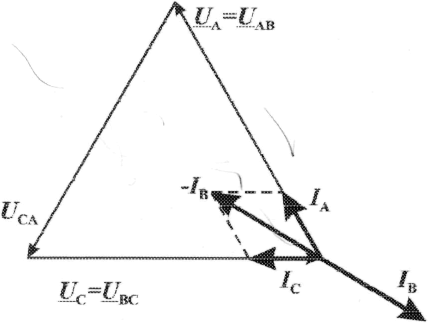 U_A=U_AB
-I_B
I_A
U_CA
I_C
I_B
U_C=U_BC